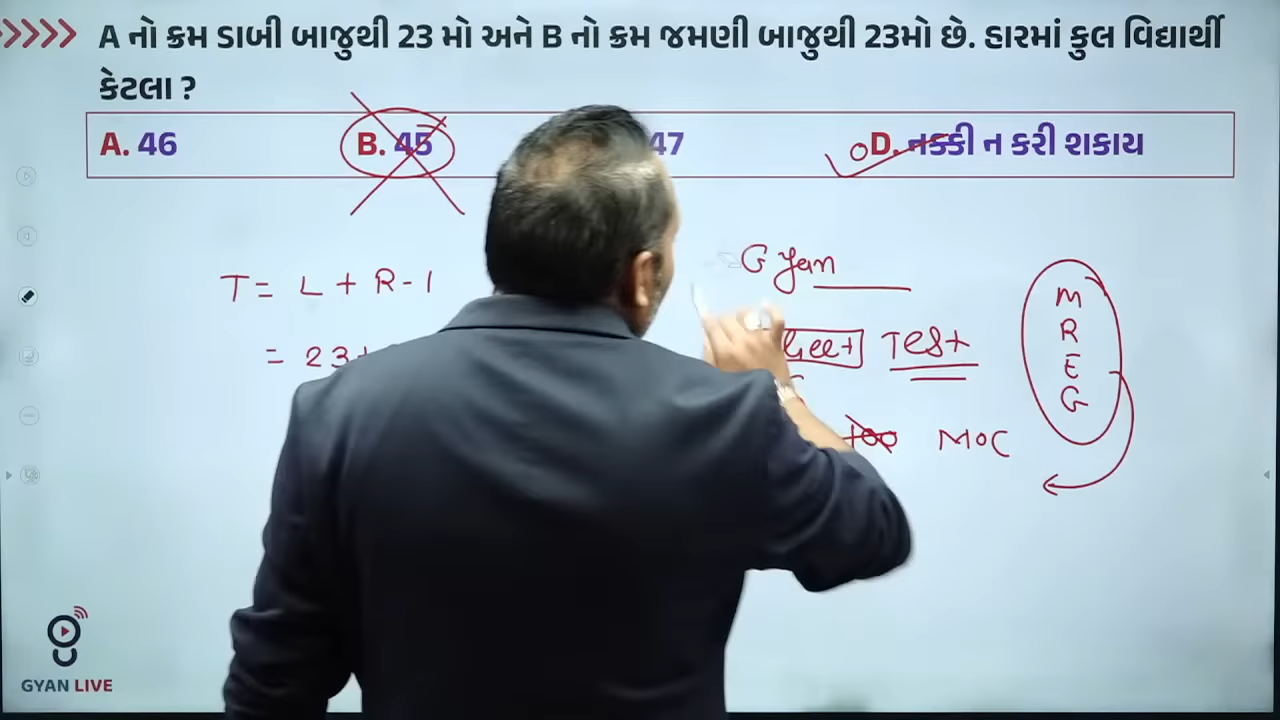 A નો ક્રમ ડાબી બાજુથી 23 મો અને B નો ક્રમ જમણી બાજુથી 23મો છે. હારમાં કુલ વિદ્યાર્થી
કેટલા ?
A. 46 B. 45 47 D. નક્કી ન કરી શકાય
T = L + R - 1
= 23+
Gyan
Test
MOC
M
R
E
G
GYAN LIVE